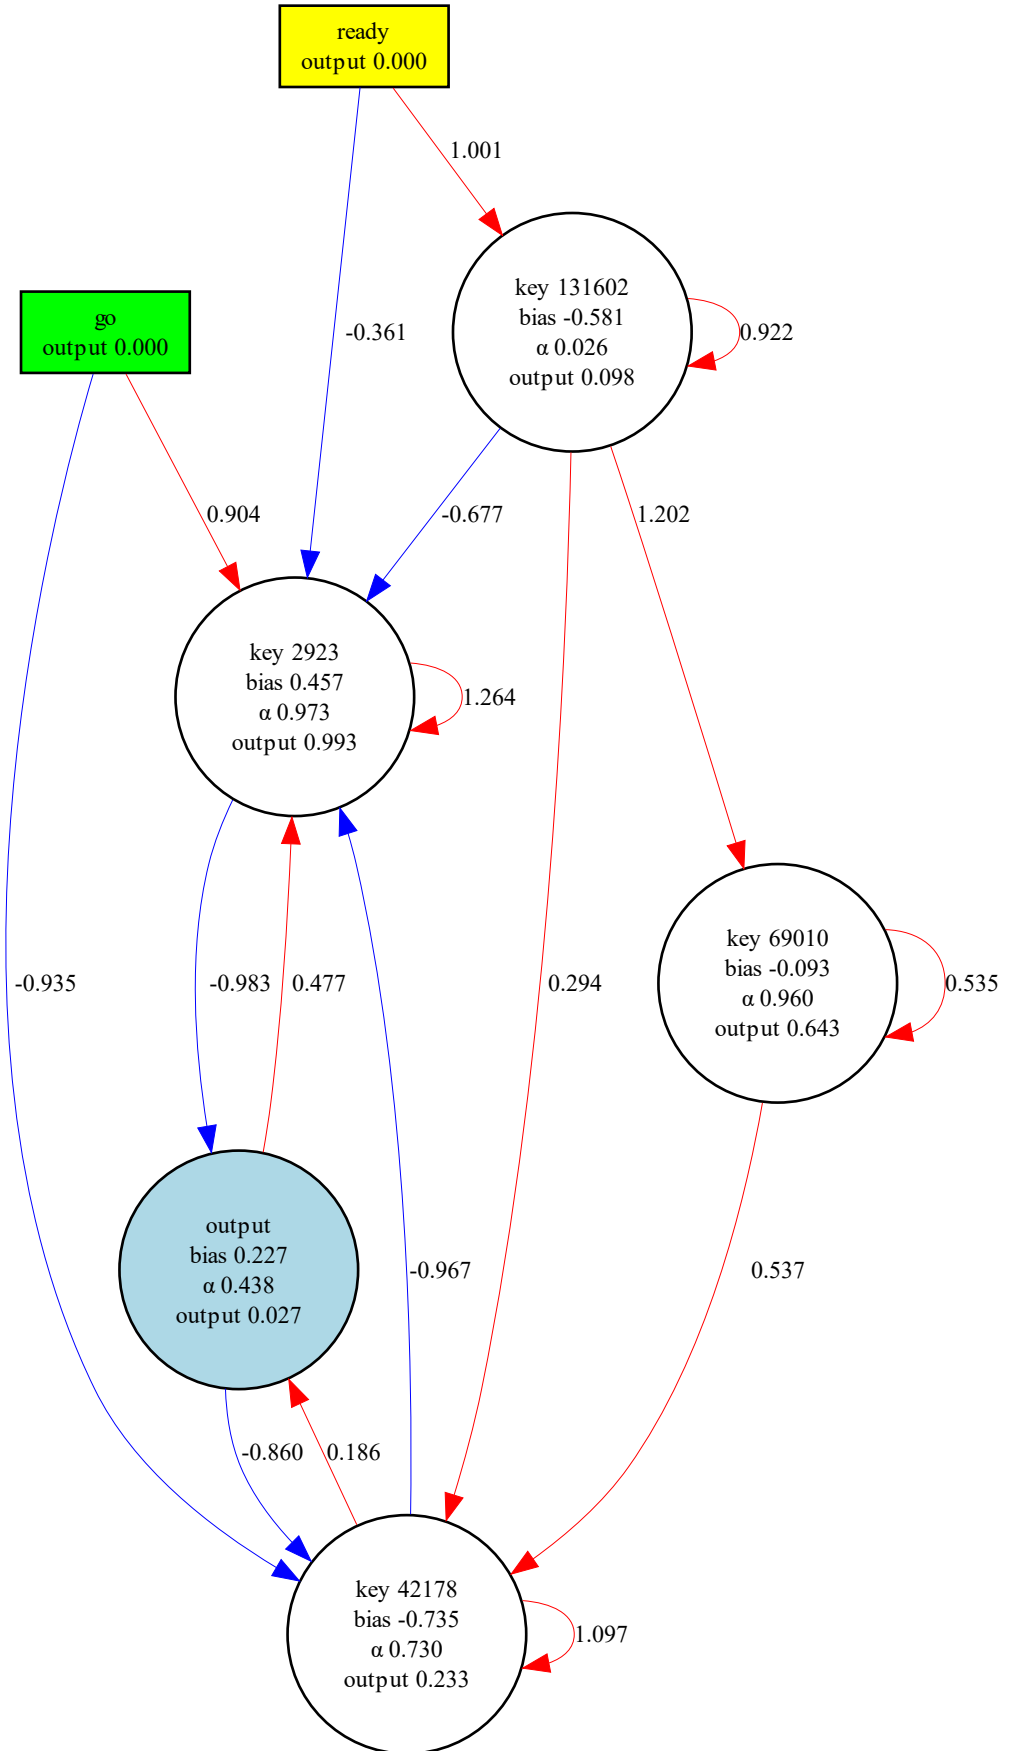 ready
output 0.000
1.001
key 131602
bias -0.581
α 0.026
output 0.098
0.922
go
output 0.000
-0.361
0.904
-0.677
1.202
key 2923
bias 0.457
α 0.973
output 0.993
1.264
key 69010
bias -0.093
α 0.960
output 0.643
0.535
-0.935
-0.983
0.477
0.294
output
bias 0.227
α 0.438
output 0.027
-0.967
0.537
-0.860
0.186
key 42178
bias -0.735
α 0.730
output 0.233
1.097